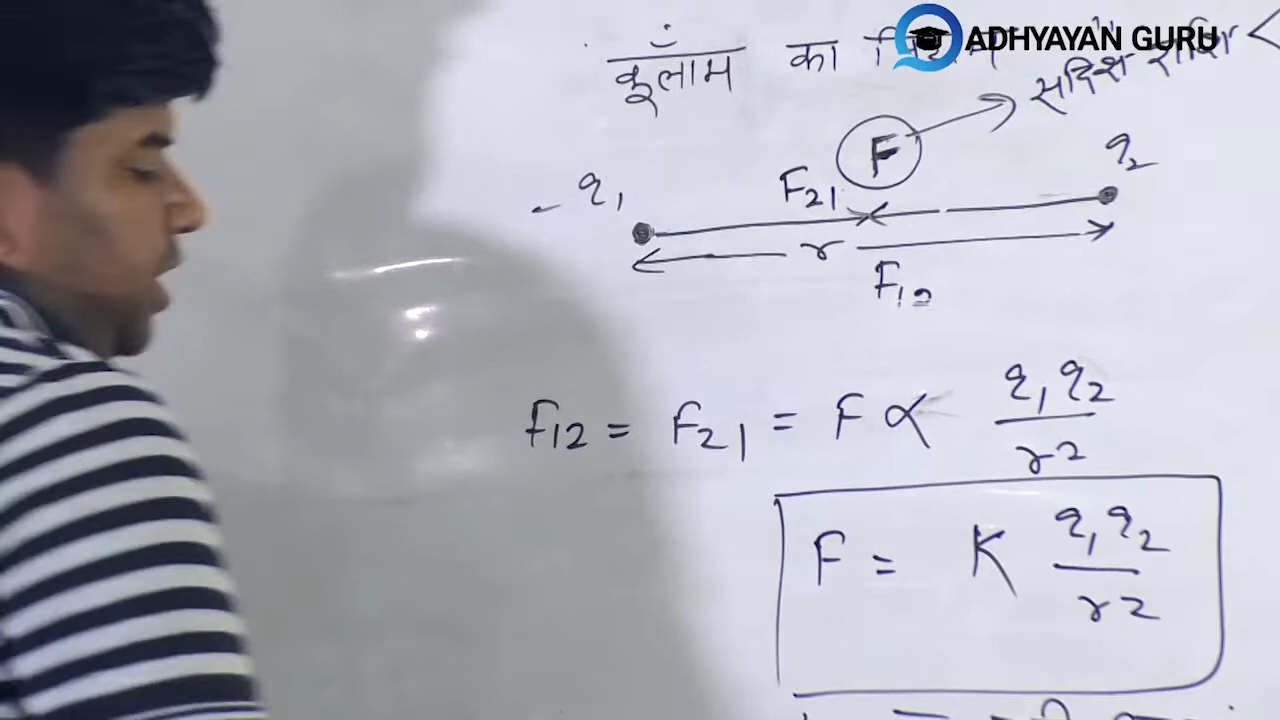 ADHYAYAN GURU
कूलाम का
सदिश राशि
F
q₁ F₂₁ q₂
r
F₁₂
F₁₂ = F₂₁ = F ∝ q₁q₂/r2
F = K q₁q₂/r2